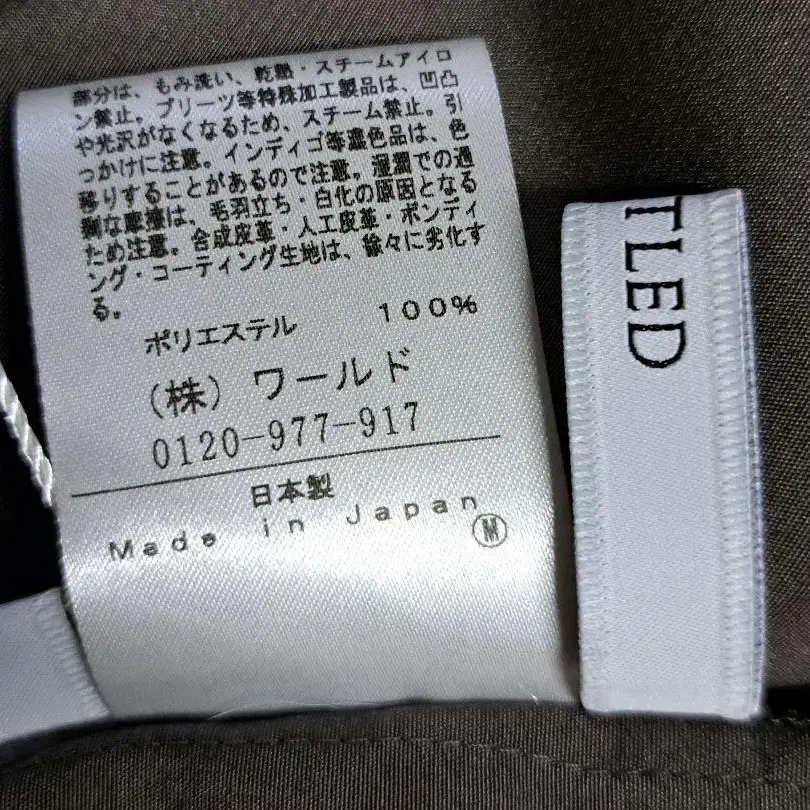 部分は、もみ洗い、乾熱・スチームアイロ
ン禁止。プリーツ等特殊加工製品は、凹凸
や光沢がなくなるため、スチーム禁止。引
っかけに注意。インディゴ等濃色品は、色
移りすることがあるので注意。湿潤での過
剰な摩擦は、毛羽立ち・白化の原因となる
ため注意。合成皮革・人工皮革・ボンディ
ング・コーティング生地は、徐々に劣化す
る。
ポリエステル 100%
(株) ワールド
0120-977-917
日本製
Made in Japan
M
TLED